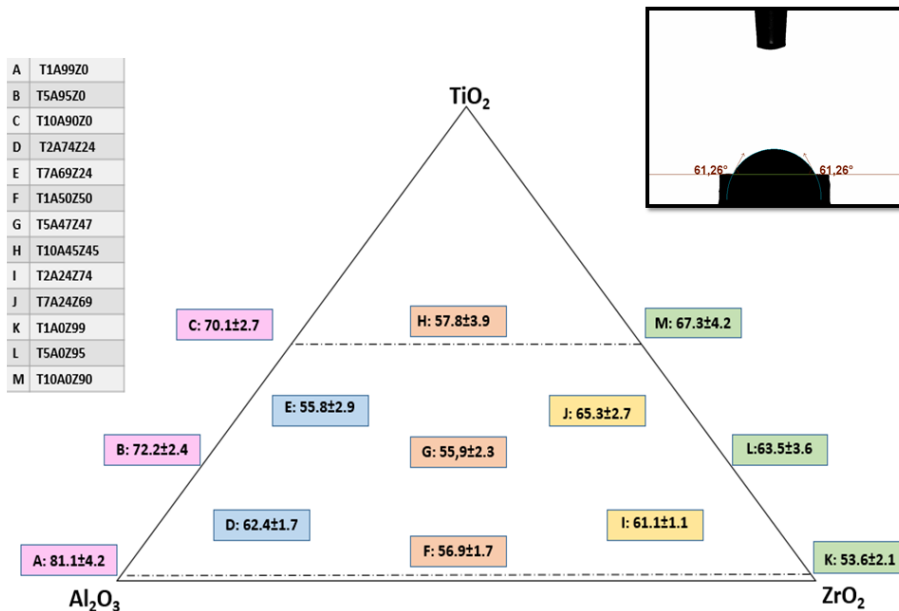 A T1A99Z0
B T5A95Z0
C T10A90Z0
D T2A74Z24
E T7A69Z24
F T1A50Z50
G T5A47Z47
H T10A45Z45
I T2A24Z74
J T7A24Z69
K T1A0Z99
L T5A0Z95
M T10A0Z90
61,26° 61,26°
TiO₂
C: 70.1±2.7
H: 57.8±3.9
M: 67.3±4.2
E: 55.8±2.9
J: 65.3±2.7
B: 72.2±2.4
G: 55,9±2.3
L:63.5±3.6
D: 62.4±1.7
I: 61.1±1.1
A: 81.1±4.2
F: 56.9±1.7
K: 53.6±2.1
Al₂O₃
ZrO₂